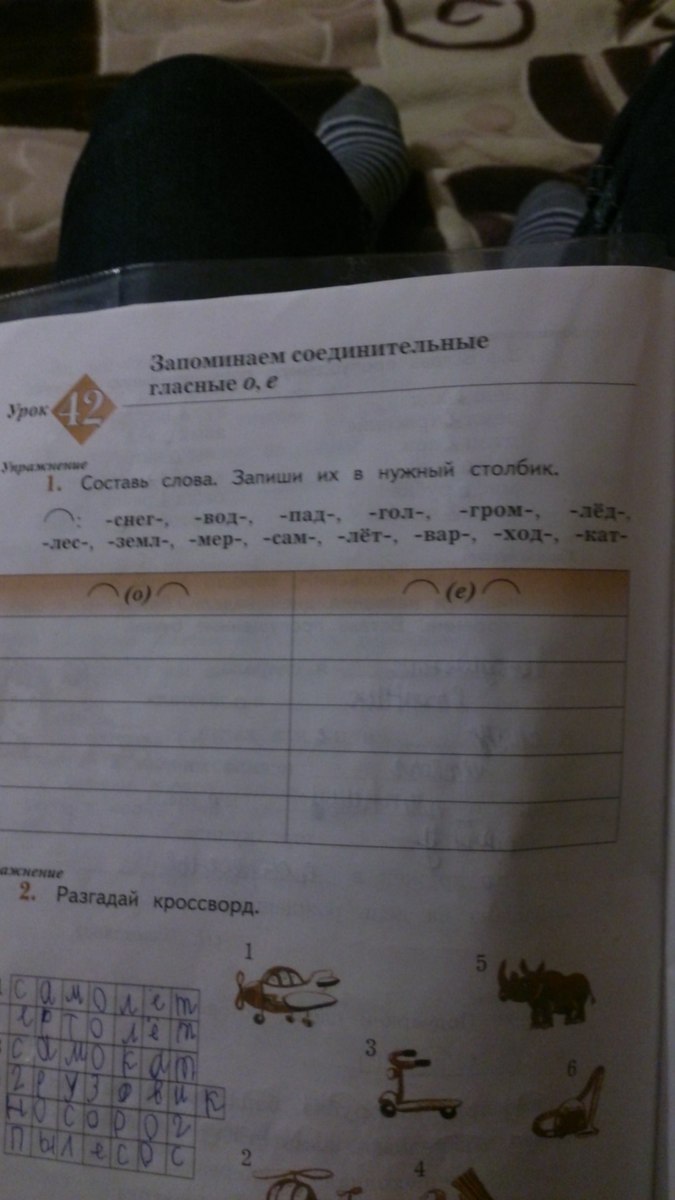 Запоминаем соединительные
гласные о, е
Урок 42
Упражнение
1. Составь слова. Запиши их в нужный столбик.
: -снег-, -вод-, -пад-, -гол-, -гром-, -лёд-,
-лес-, -земл-, -мер-, -сам-, -лёт-, -вар-, -ход-, -кат-
(о) (е)
ажнение
2. Разгадай кроссворд.
1
5
самолет
ертолет
3
самокат
6
грузовик
носорог
пылесос
2
4